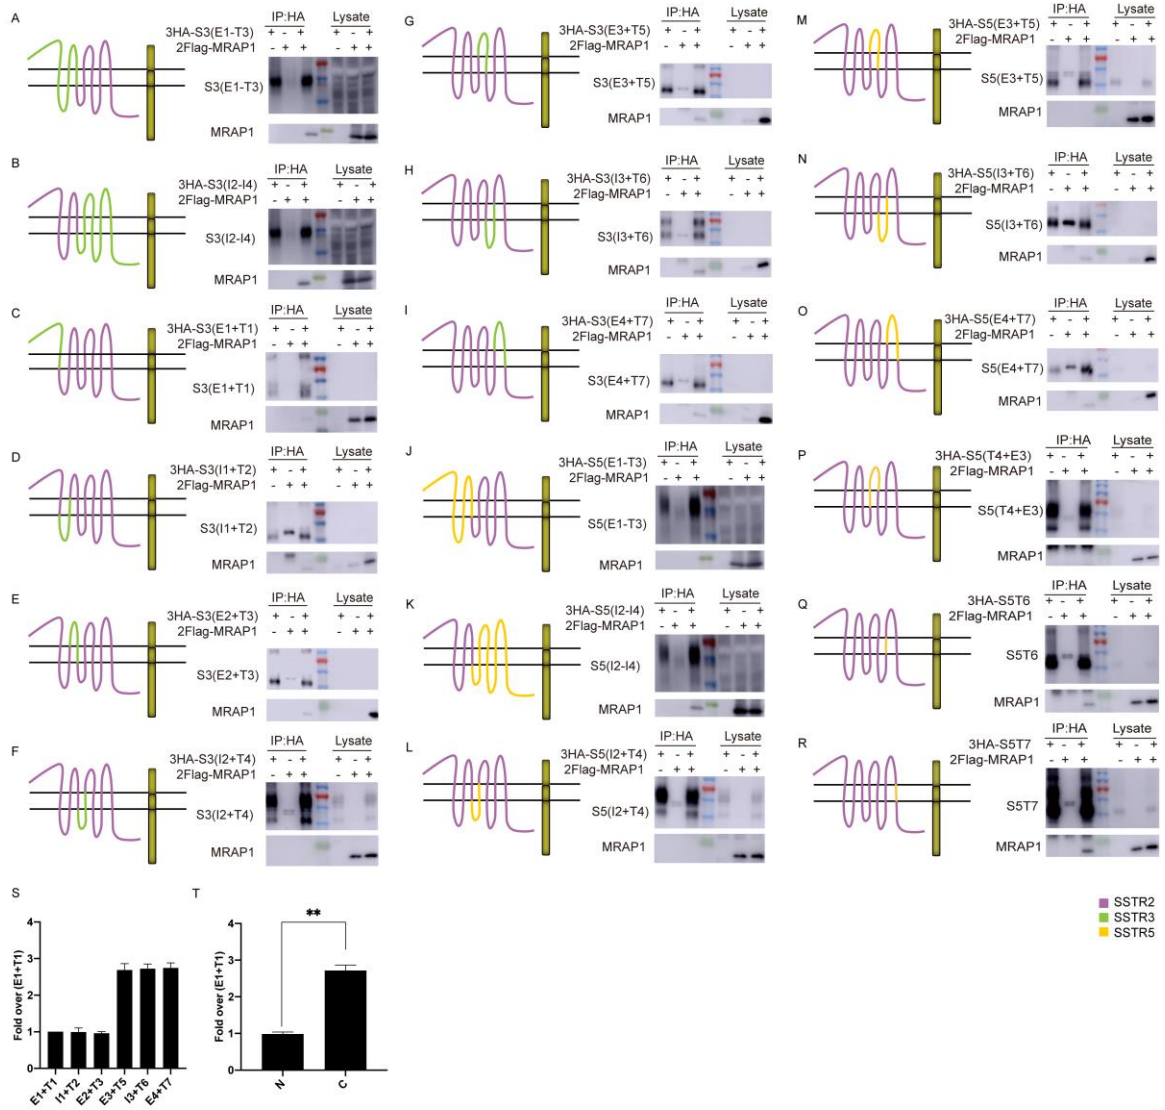 A
3HA-S3(E1-T3)
2Flag-MRAP1
IP:HA Lysate
+ - + + - +
- + + - + +
S3(E1-T3)
MRAP1
B
3HA-S3(I2-I4)
2Flag-MRAP1
IP:HA Lysate
+ - + + - +
- + + - + +
S3(I2-I4)
MRAP1
C
3HA-S3(E1+T1)
2Flag-MRAP1
IP:HA Lysate
+ - + + - +
- + + - + +
S3(E1+T1)
MRAP1
D
3HA-S3(I1+T2)
2Flag-MRAP1
IP:HA Lysate
+ - + + - +
- + + - + +
S3(I1+T2)
MRAP1
E
3HA-S3(E2+T3)
2Flag-MRAP1
IP:HA Lysate
+ - + + - +
- + + - + +
S3(E2+T3)
MRAP1
F
3HA-S3(I2+T4)
2Flag-MRAP1
IP:HA Lysate
+ - + + - +
- + + - + +
S3(I2+T4)
MRAP1
G
3HA-S3(E3+T5)
2Flag-MRAP1
IP:HA Lysate
+ - + + - +
- + + - + +
S3(E3+T5)
MRAP1
H
3HA-S3(I3+T6)
2Flag-MRAP1
IP:HA Lysate
+ - + + - +
- + + - + +
S3(I3+T6)
MRAP1
I
3HA-S3(E4+T7)
2Flag-MRAP1
IP:HA Lysate
+ - + + - +
- + + - + +
S3(E4+T7)
MRAP1
J
3HA-S5(E1-T3)
2Flag-MRAP1
IP:HA Lysate
+ - + + - +
- + + - + +
S5(E1-T3)
MRAP1
K
3HA-S5(I2-I4)
2Flag-MRAP1
IP:HA Lysate
+ - + + - +
- + + - + +
S5(I2-I4)
MRAP1
L
3HA-S5(I2+T4)
2Flag-MRAP1
IP:HA Lysate
+ - + + - +
- + + - + +
S5(I2+T4)
MRAP1
M
3HA-S5(E3+T5)
2Flag-MRAP1
IP:HA Lysate
+ - + + - +
- + + - + +
S5(E3+T5)
MRAP1
N
3HA-S5(I3+T6)
2Flag-MRAP1
IP:HA Lysate
+ - + + - +
- + + - + +
S5(I3+T6)
MRAP1
O
3HA-S5(E4+T7)
2Flag-MRAP1
IP:HA Lysate
+ - + + - +
- + + - + +
S5(E4+T7)
MRAP1
P
3HA-S5(T4+E3)
2Flag-MRAP1
IP:HA Lysate
+ - + + - +
- + + - + +
S5(T4+E3)
MRAP1
Q
3HA-S5T6
2Flag-MRAP1
IP:HA Lysate
+ - + + - +
- + + - + +
S5T6
MRAP1
R
3HA-S5T7
2Flag-MRAP1
IP:HA Lysate
+ - + + - +
- + + - + +
S5T7
MRAP1
S
Fold over (E1+T1)
4
3
2
1
0
E1+T1 I1+T2 E2+T3 E3+T5 I3+T6 E4+T7
T
Fold over (E1+T1)
4
3
2
1
0
**
N C
SSTR2
SSTR3
SSTR5